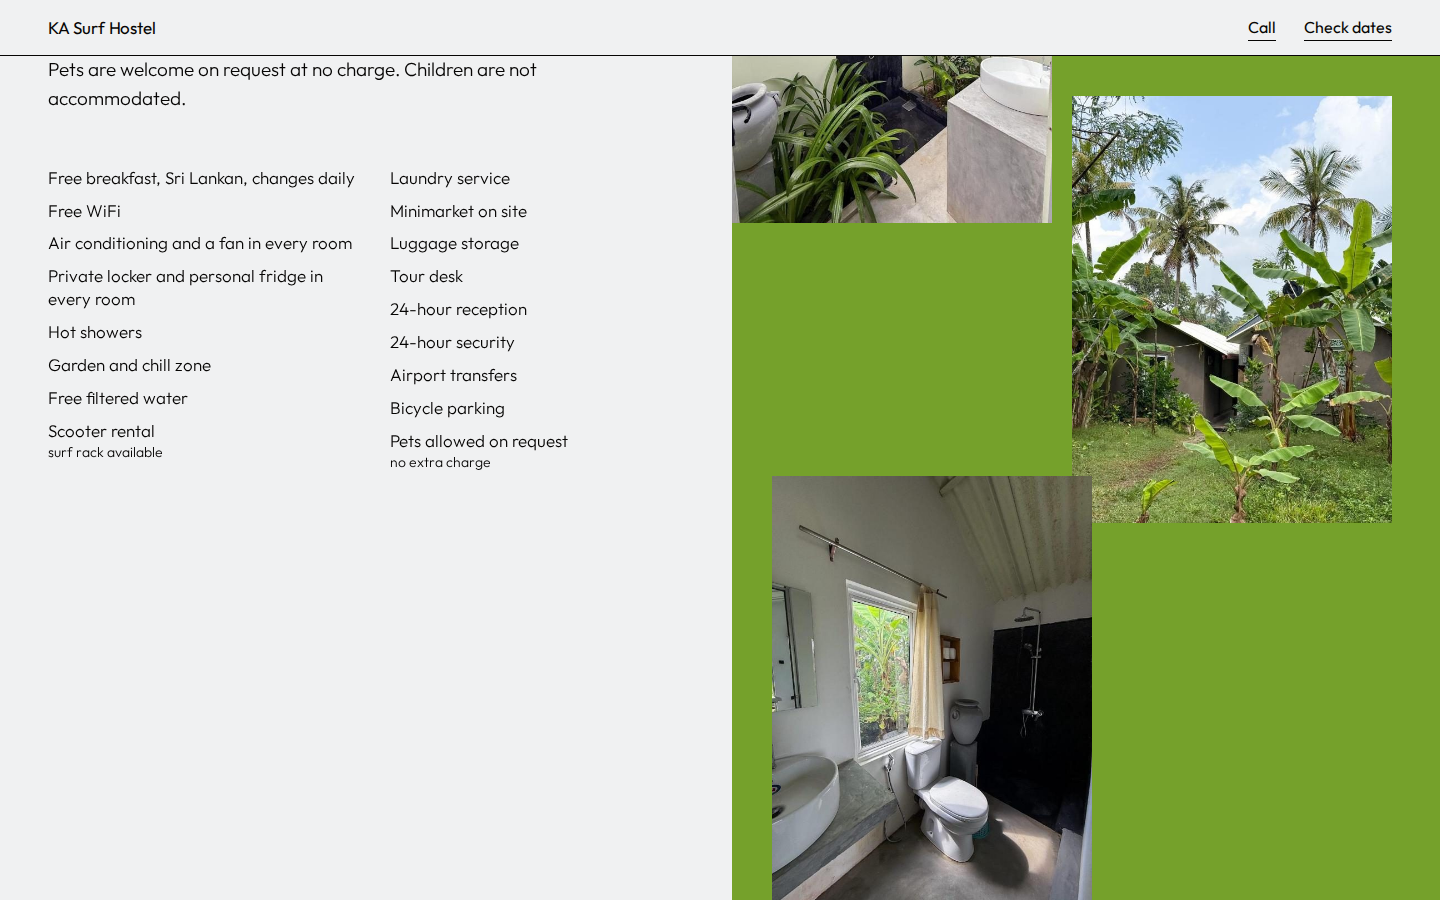 KA Surf Hostel
Call
Check dates
Pets are welcome on request at no charge. Children are not
accommodated.
Free breakfast, Sri Lankan, changes daily
Free WiFi
Air conditioning and a fan in every room
Private locker and personal fridge in
every room
Hot showers
Garden and chill zone
Free filtered water
Scooter rental
surf rack available
Laundry service
Minimarket on site
Luggage storage
Tour desk
24-hour reception
24-hour security
Airport transfers
Bicycle parking
Pets allowed on request
no extra charge